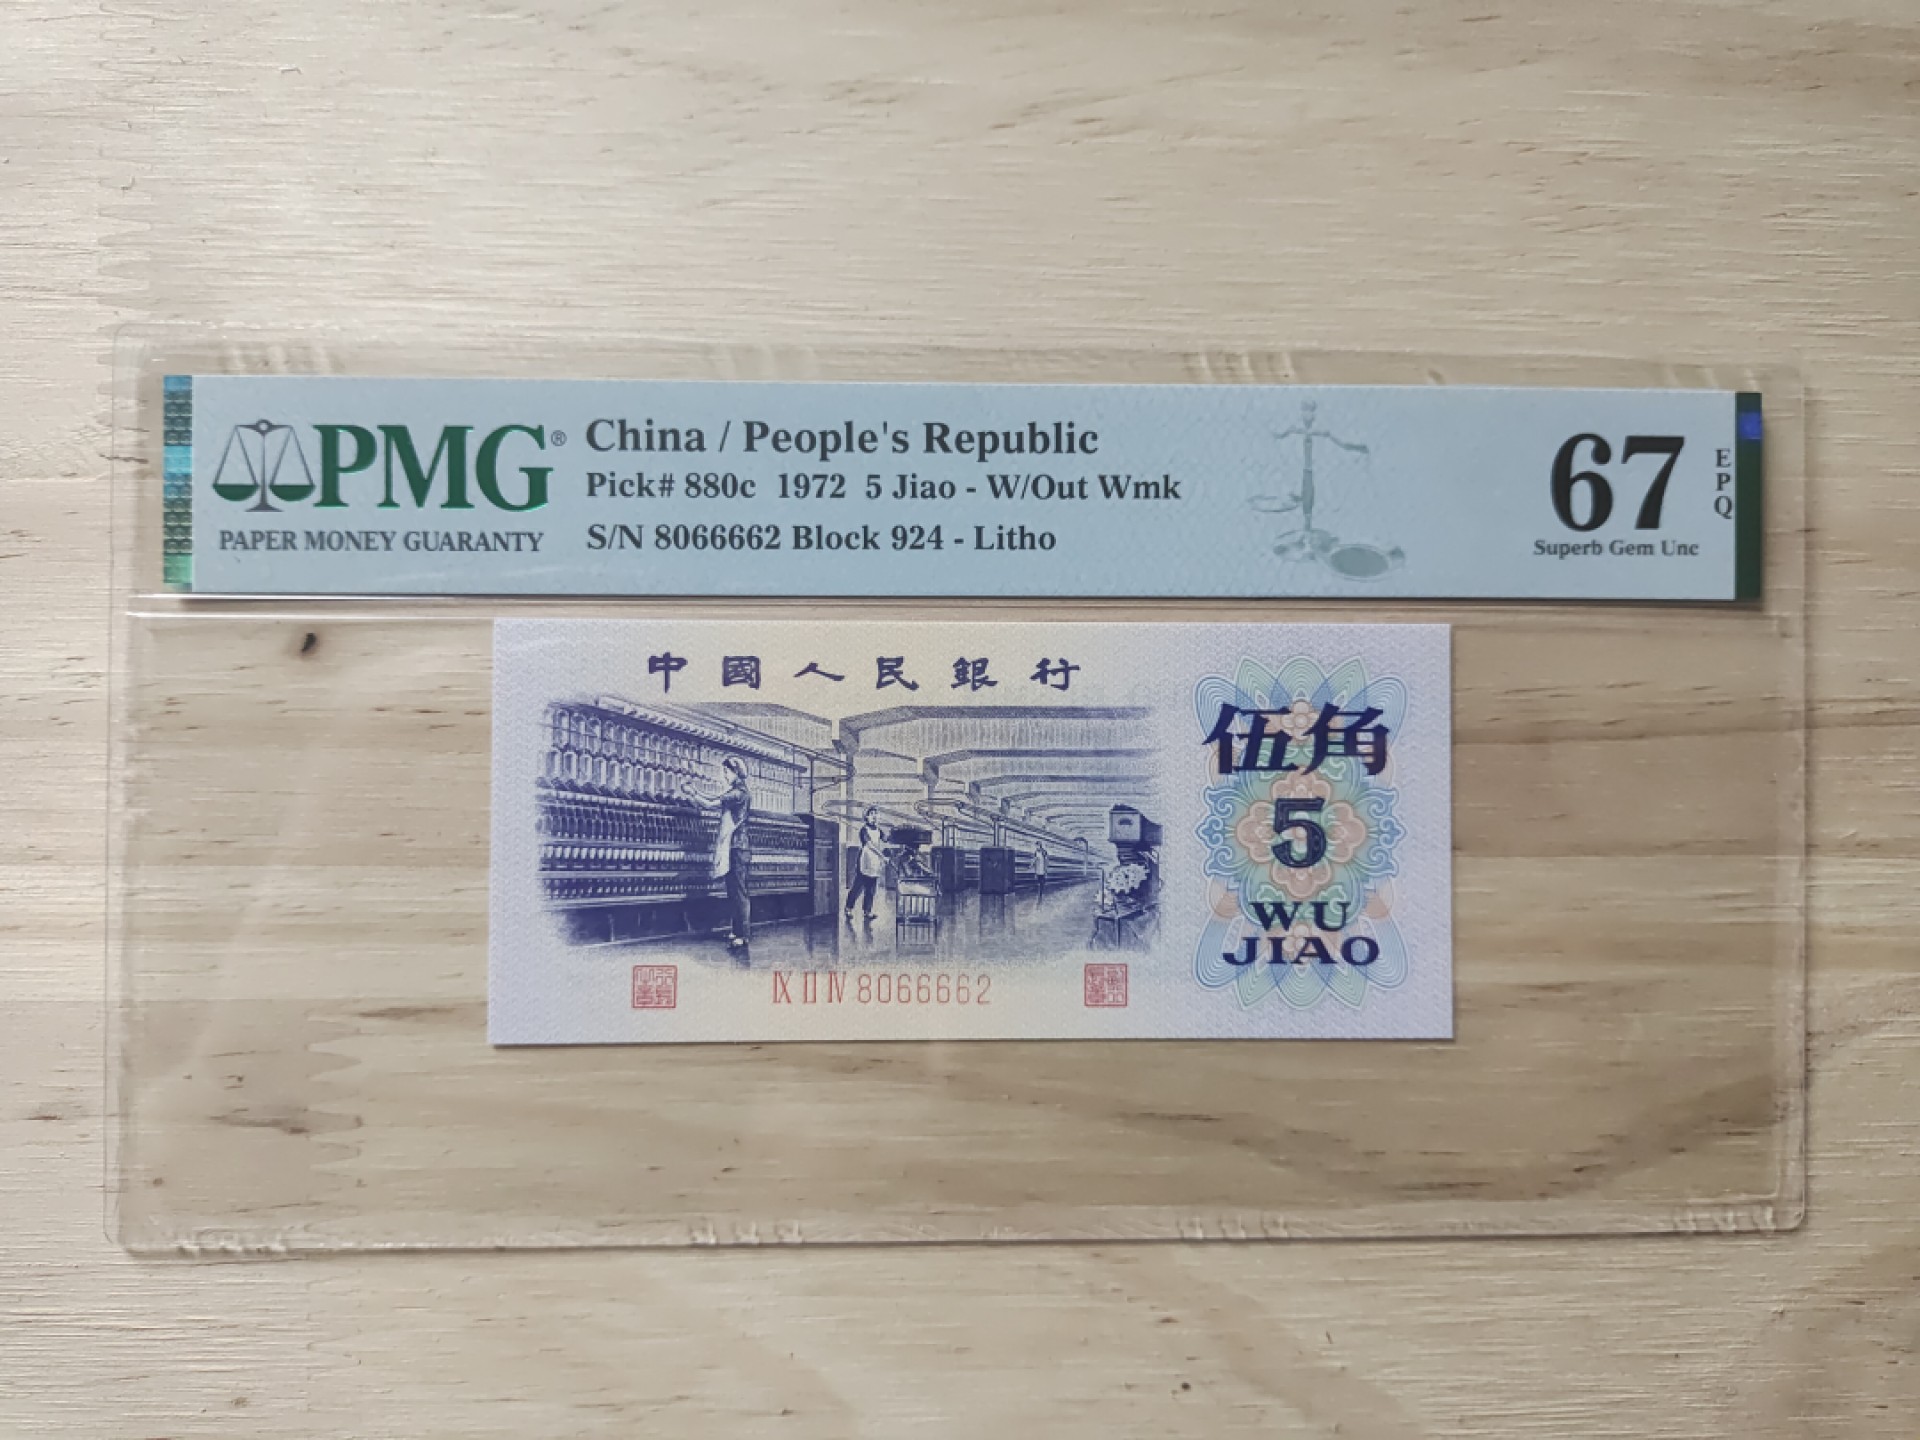 PMG®
PAPER MONEY GUARANTY
China / People's Republic
Pick# 880c 1972 5 Jiao - W/Out Wmk
S/N 8066662 Block 924 - Litho
67
EPQ
Superb Gem Unc
中國人民銀行
伍角
5
WU
JIAO
IX II IV 8066662